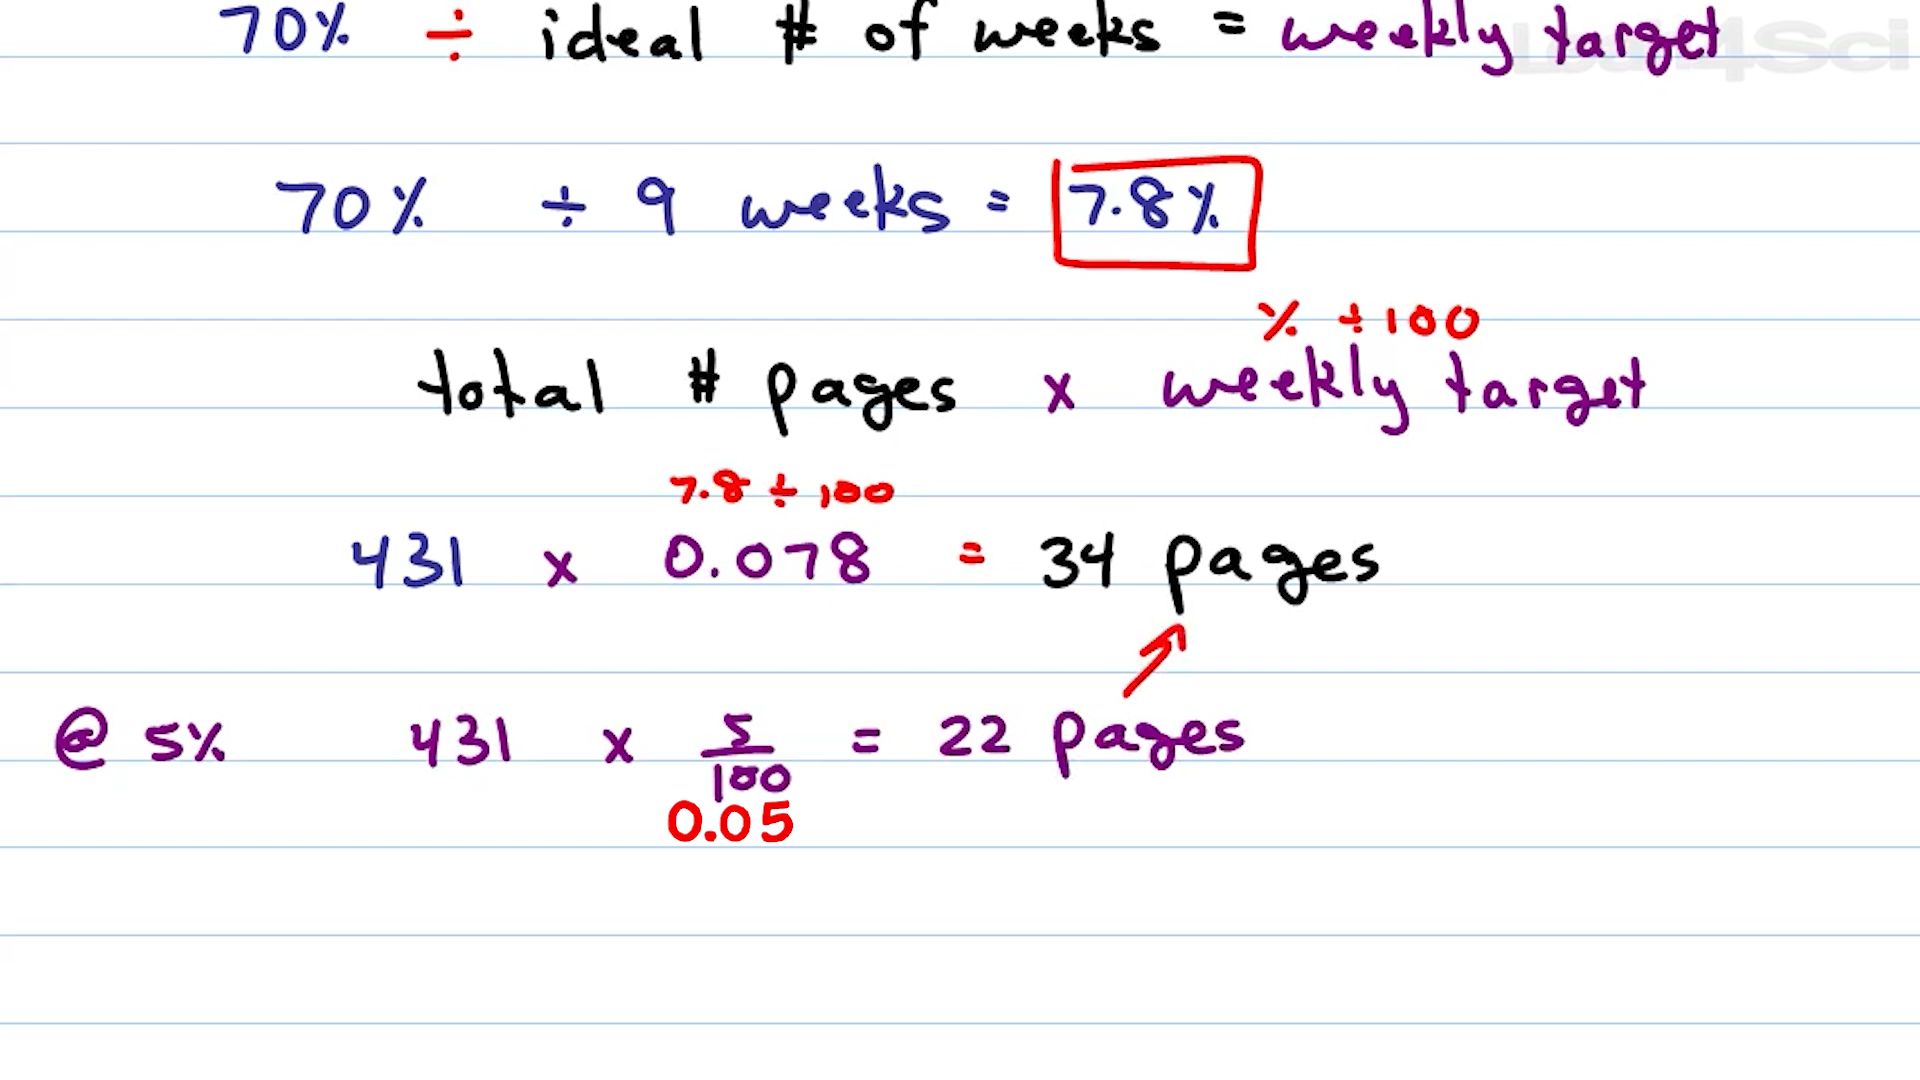 70% ÷ ideal # of weeks = weekly target
70% ÷ 9 weeks = 7.8%
% ÷ 100
total # pages x weekly target
7.8 ÷ 100
431 x 0.078 = 34 pages
@ 5% 431 x 5/100 = 22 pages
0.05